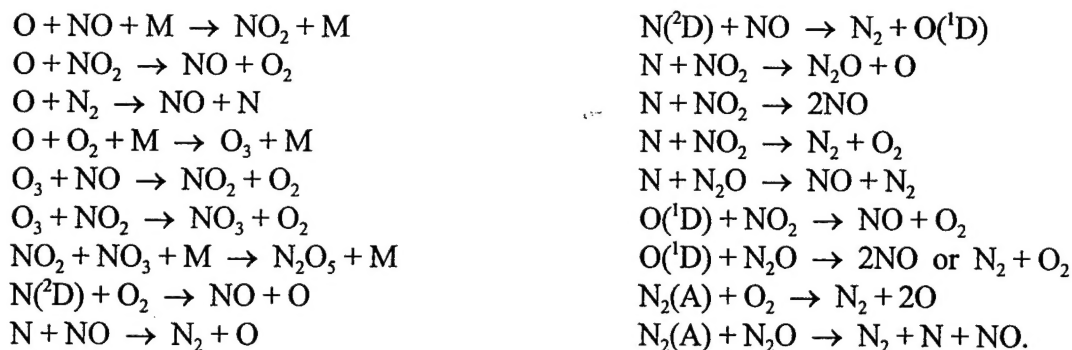 O + NO + M → NO₂ + M
O + NO₂ → NO + O₂
O + N₂ → NO + N
O + O₂ + M → O₃ + M
O₃ + NO → NO₂ + O₂
O₃ + NO₂ → NO₃ + O₂
NO₂ + NO₃ + M → N₂O₅ + M
N(²D) + O₂ → NO + O
N + NO → N₂ + O
N(²D) + NO → N₂ + O(¹D)
N + NO₂ → N₂O + O
N + NO₂ → 2NO
N + NO₂ → N₂ + O₂
N + N₂O → NO + N₂
O(¹D) + NO₂ → NO + O₂
O(¹D) + N₂O → 2NO or N₂ + O₂
N₂(A) + O₂ → N₂ + 2O
N₂(A) + N₂O → N₂ + N + NO.